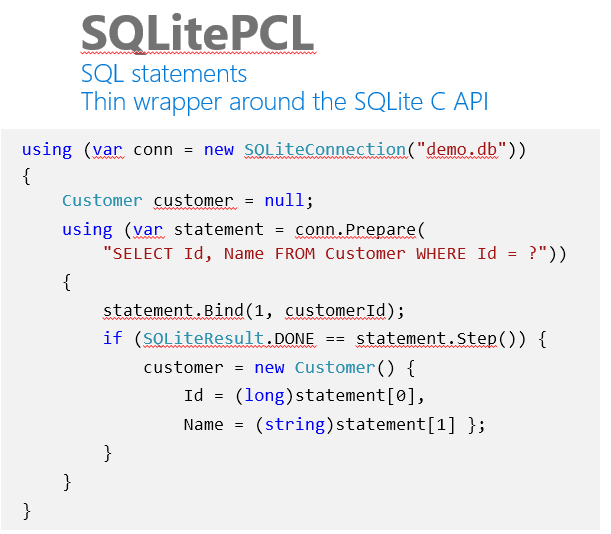 SQLitePCL
SQL statements
Thin wrapper around the SQLite C API
using (var conn = new SQLiteConnection("demo.db"))
{
Customer customer = null;
using (var statement = conn.Prepare(
"SELECT Id, Name FROM Customer WHERE Id = ?"))
{
statement.Bind(1, customerId);
if (SQLiteResult.DONE == statement.Step()) {
customer = new Customer() {
Id = (long)statement[0],
Name = (string)statement[1] };
}
}
}